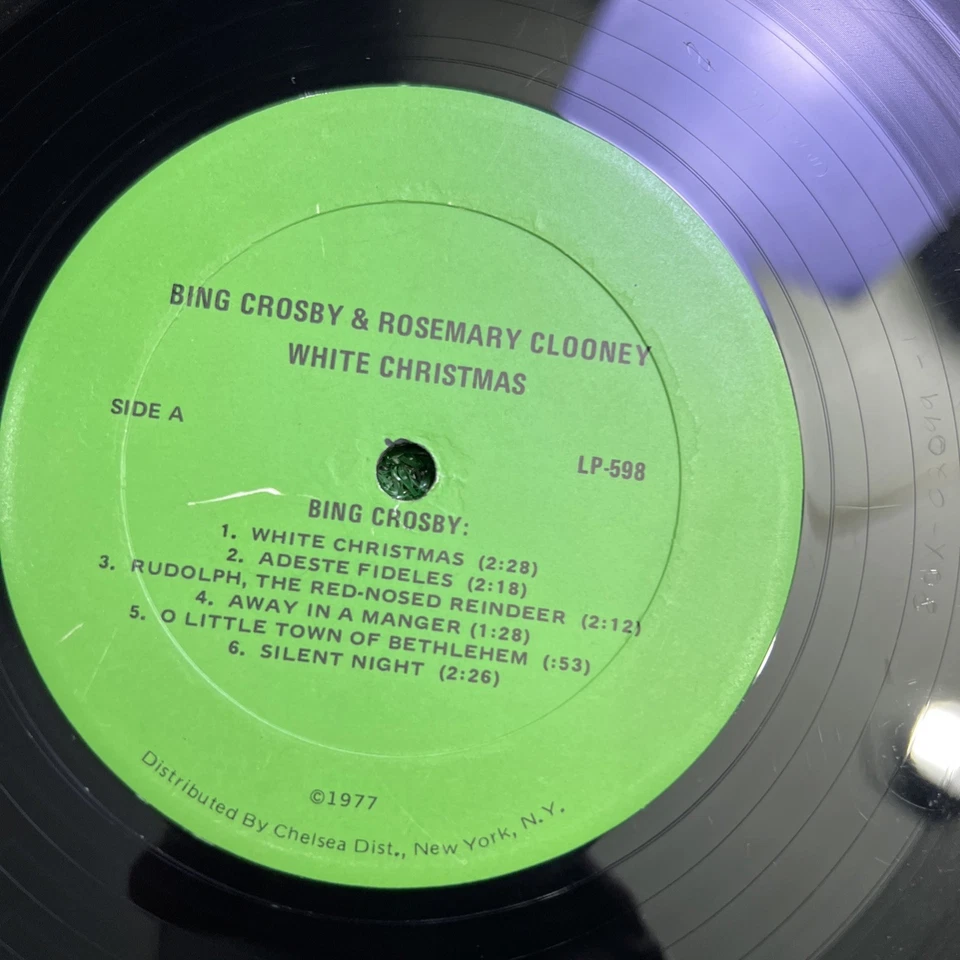 BING CROSBY & ROSEMARY CLOONEY
WHITE CHRISTMAS
SIDE A
LP-598
BING CROSBY:
1. WHITE CHRISTMAS (2:28)
2. ADESTE FIDELES (2:18)
3. RUDOLPH, THE RED-NOSED REINDEER (2:12)
4. AWAY IN A MANGER (1:28)
5. O LITTLE TOWN OF BETHLEHEM (:53)
6. SILENT NIGHT (2:26)
©1977
Distributed By Chelsea Dist., New York, N.Y.